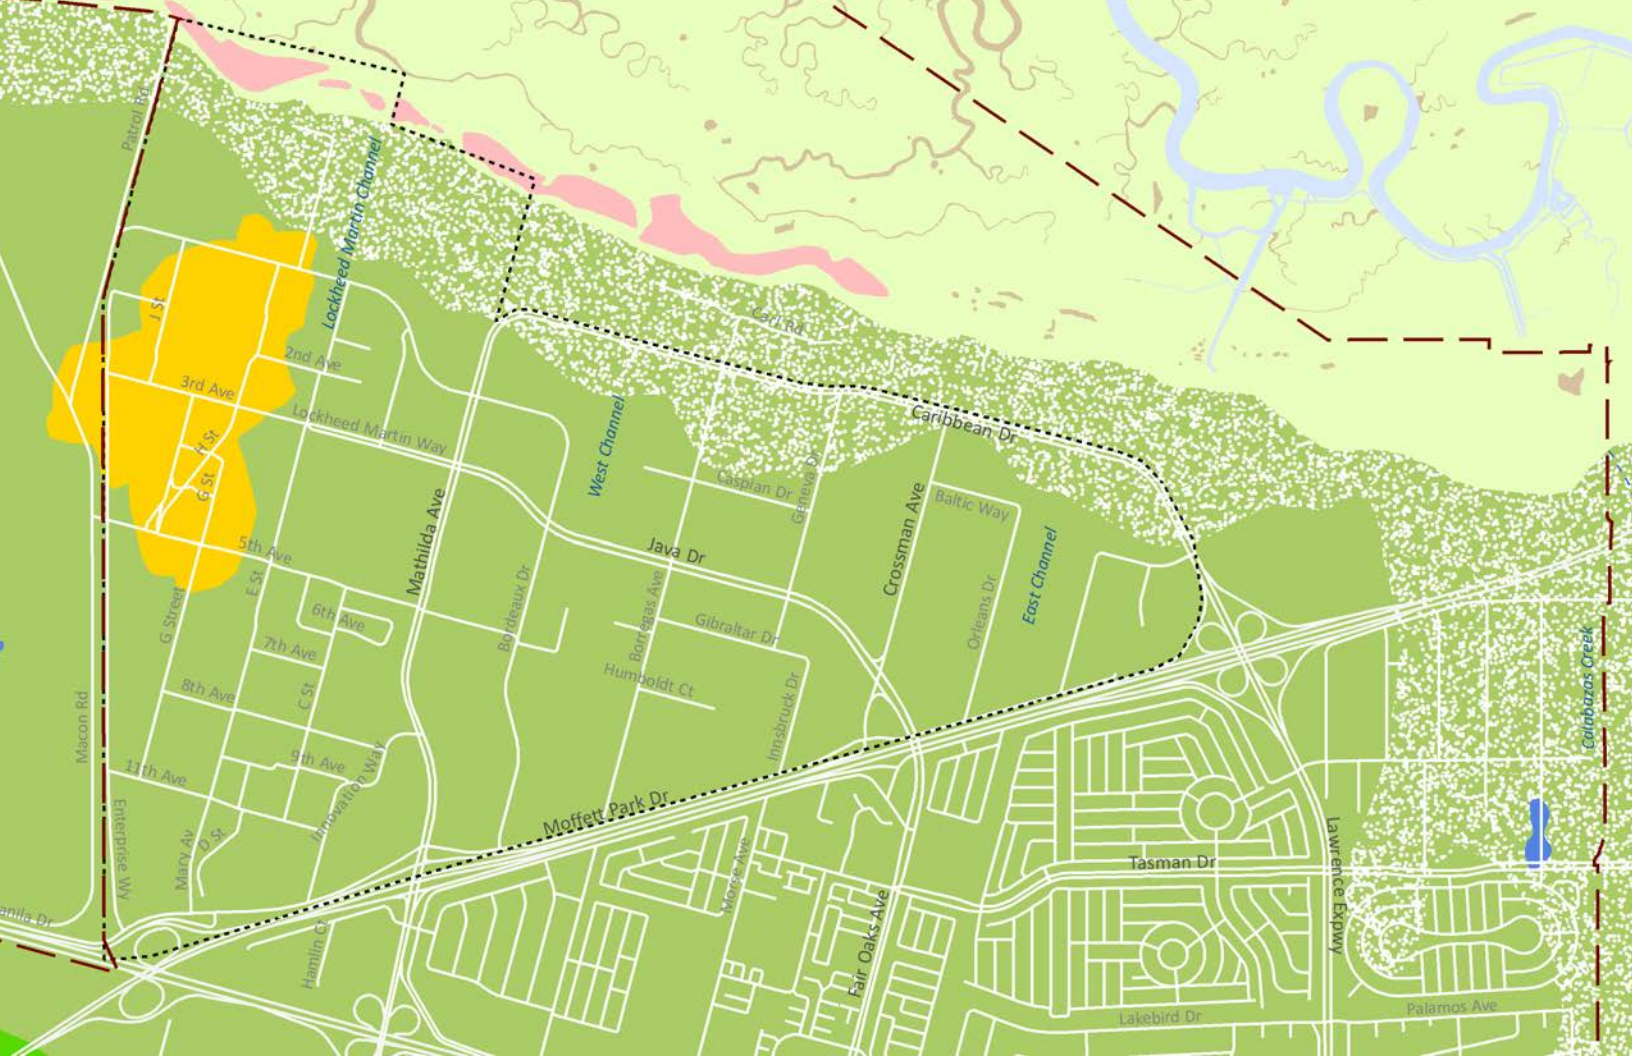 Patrol Rd
Lockheed Martin Channel
J St
2nd Ave
3rd Ave
Lockheed Martin Way
H St
G St
West Channel
Carl Rd
Caribbean Dr
Caspian Dr
Geneva Dr
Crossman Ave
Baltic Way
Mathilda Ave
5th Ave
Java Dr
East Channel
E St
G Street
6th Ave
Bordeaux Dr
Borregas Ave
Gibraltar Dr
Orleans Dr
7th Ave
8th Ave
C St
Humboldt Ct
Innsbruck Dr
Calabazas Creek
Macon Rd
11th Ave
9th Ave
Innovation Way
Moffett Park Dr
Enterprise WY
Mary Av
D St
Morse Ave
Tasman Dr
Lawrence Expwy
anila Dr
Hamlin Ct
Fair Oaks Ave
Lakebird Dr
Palamos Ave